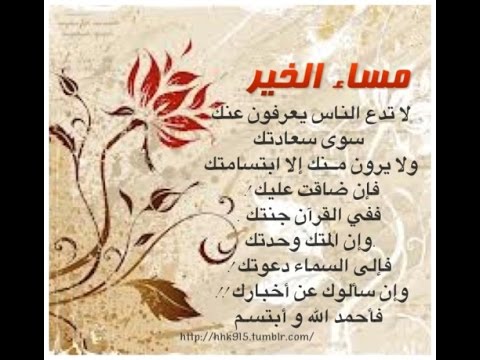 مساء الخير
لا تدع الناس يعرفون عنك
سوى سعادتك
ولا يرون منك إلا ابتسامتك
فإن ضاقت عليك !
ففي القرآن جنتك .
وإن المتك وحدتك
فإلى السماء دعوتك !
وإن سألوك عن أخبارك !!
فأحمد الله و أبتسم
http://hhk915.tumblr.com/